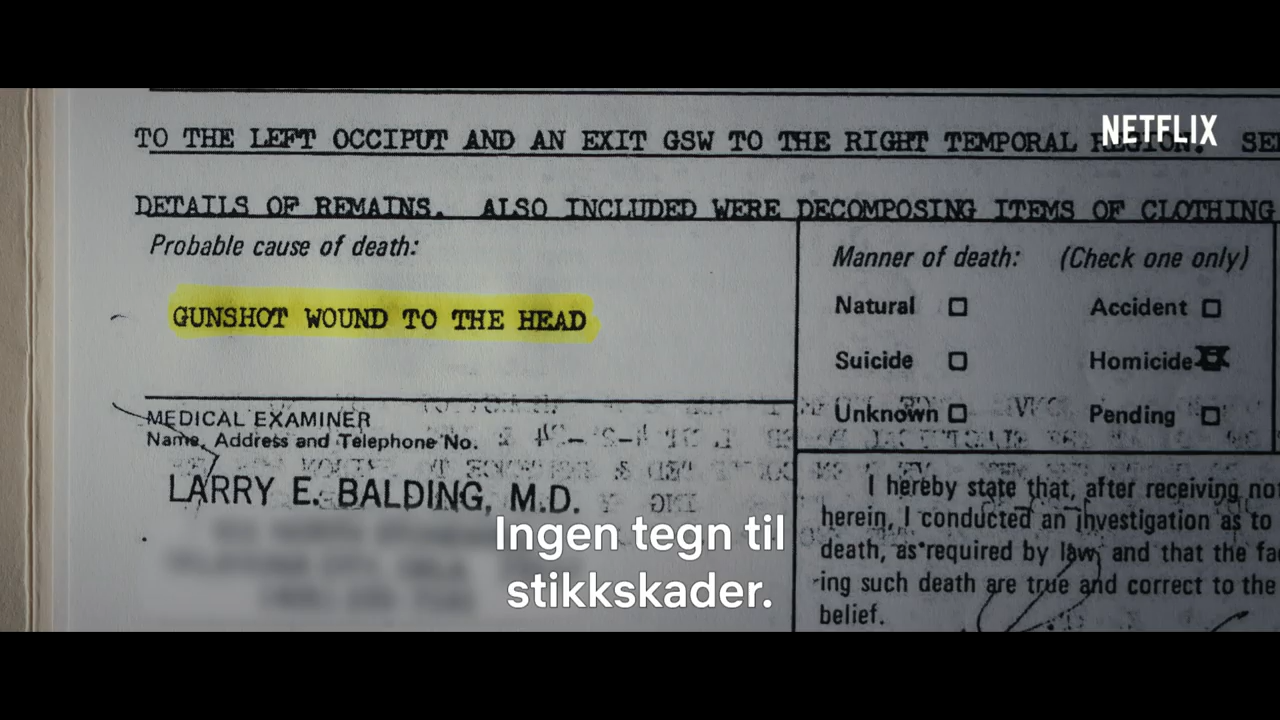 NETFLIX
TO THE LEFT OCCIPUT AND AN EXIT GSW TO THE RIGHT TEMPORAL REGION.
DETAILS OF REMAINS. ALSO INCLUDED WERE DECOMPOSING ITEMS OF CLOTHING
Probable cause of death:
GUNSHOT WOUND TO THE HEAD
Manner of death: (Check one only)
Natural Accident
Suicide Homicide
Unknown Pending
MEDICAL EXAMINER
Name, Address and Telephone No.
LARRY E. BALDING, M.D.
I hereby state that, after receiving
herein, I conducted an investigation as to
death, as required by law, and that the
ing such death are true and correct to the
belief.
Ingen tegn til
stikkskader.